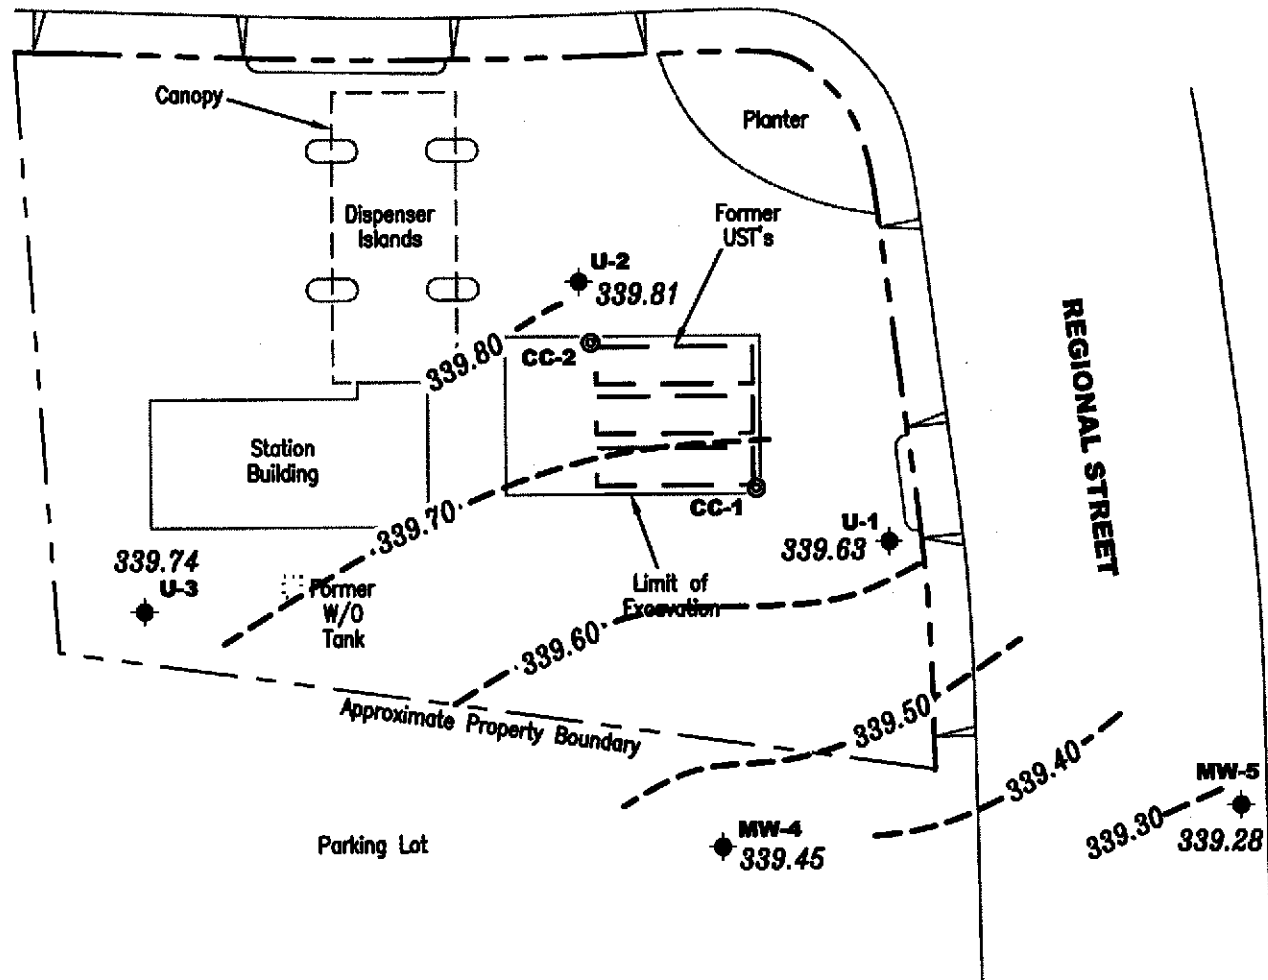 Canopy
Planter
Dispenser
Islands
Former
UST's
U-2
339.81
339.80
CC-2
REGIONAL STREET
Station
Building
339.70
CC-1
U-1
339.63
339.74
U-3
Former
W/O
Tank
Limit of
Excavation
339.60
Approximate Property Boundary
339.50
339.40
MW-5
339.30
339.28
MW-4
339.45
Parking Lot